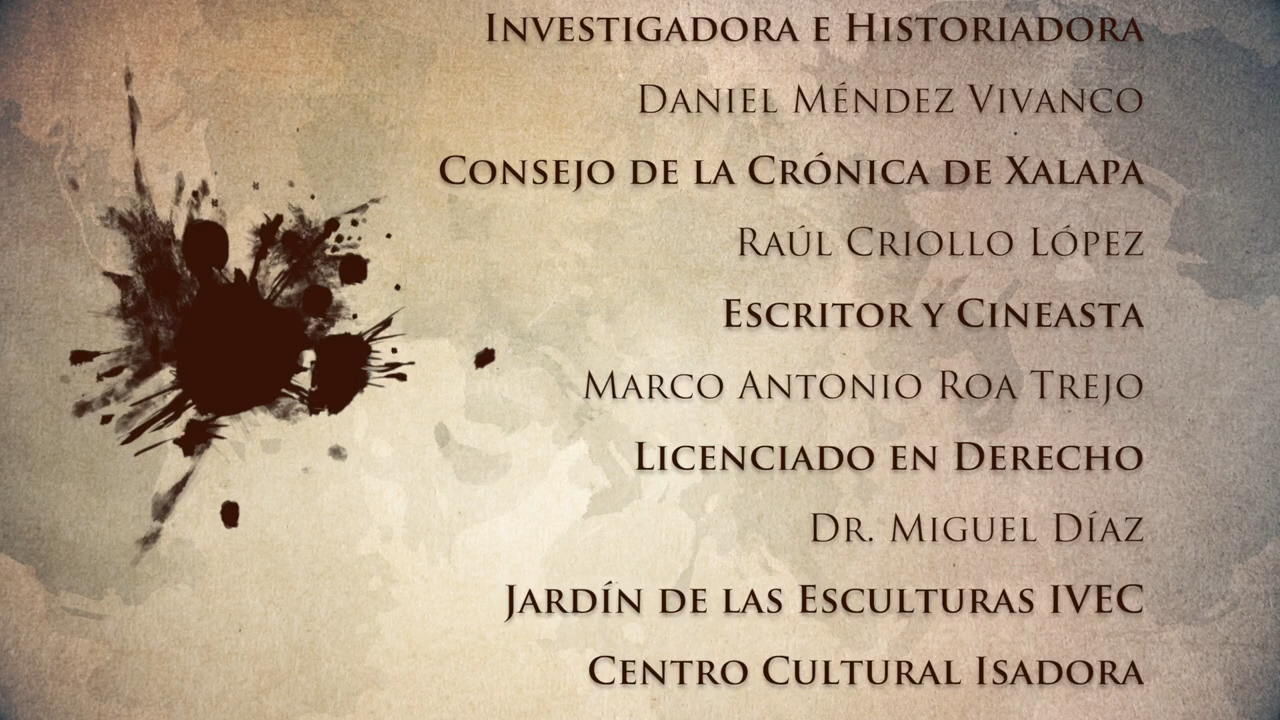 Investigadora e Historiadora
Daniel Méndez Vivanco
Consejo de la Crónica de Xalapa
Raúl Criollo López
Escritor y Cineasta
Marco Antonio Roa Trejo
Licenciado en Derecho
Dr. Miguel Díaz
Jardín de las Esculturas IVEC
Centro Cultural Isadora